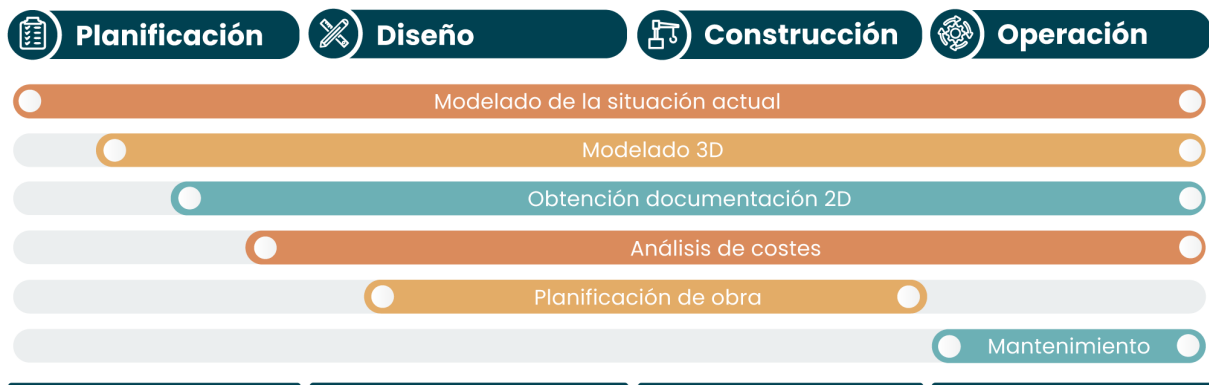 Planificación
Diseño
Construcción
Operación
Modelado de la situación actual
Modelado 3D
Obtención documentación 2D
Análisis de costes
Planificación de obra
Mantenimiento